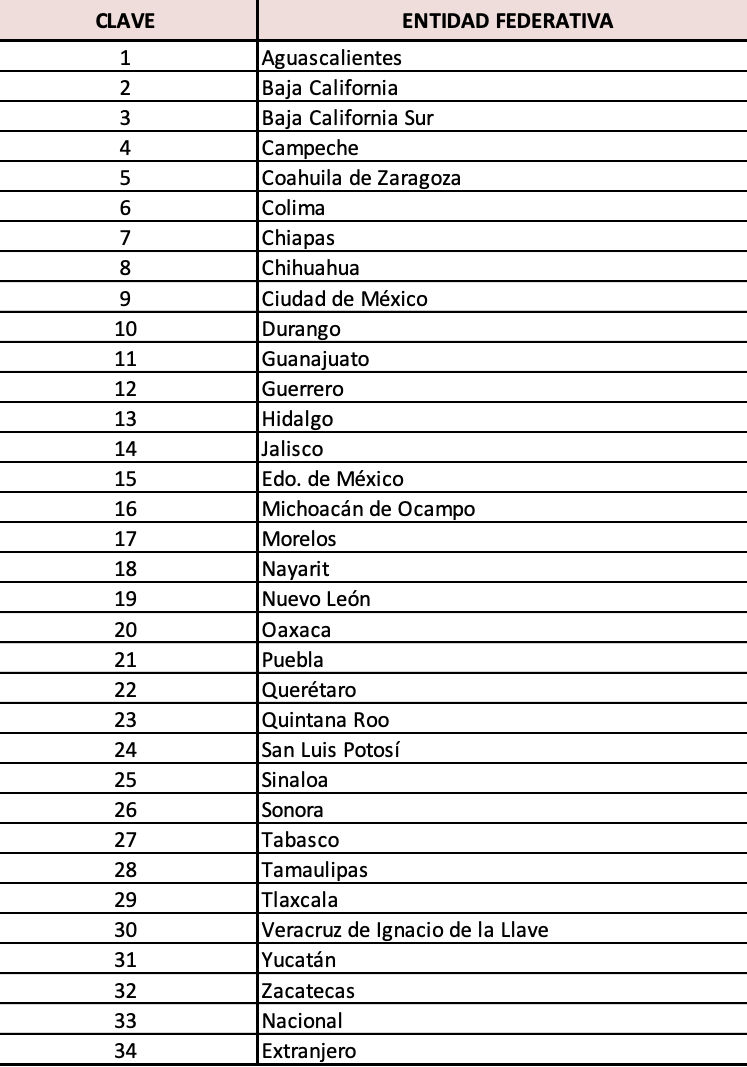 CLAVE ENTIDAD FEDERATIVA
1 Aguascalientes
2 Baja California
3 Baja California Sur
4 Campeche
5 Coahuila de Zaragoza
6 Colima
7 Chiapas
8 Chihuahua
9 Ciudad de México
10 Durango
11 Guanajuato
12 Guerrero
13 Hidalgo
14 Jalisco
15 Edo. de México
16 Michoacán de Ocampo
17 Morelos
18 Nayarit
19 Nuevo León
20 Oaxaca
21 Puebla
22 Querétaro
23 Quintana Roo
24 San Luis Potosí
25 Sinaloa
26 Sonora
27 Tabasco
28 Tamaulipas
29 Tlaxcala
30 Veracruz de Ignacio de la Llave
31 Yucatán
32 Zacatecas
33 Nacional
34 Extranjero